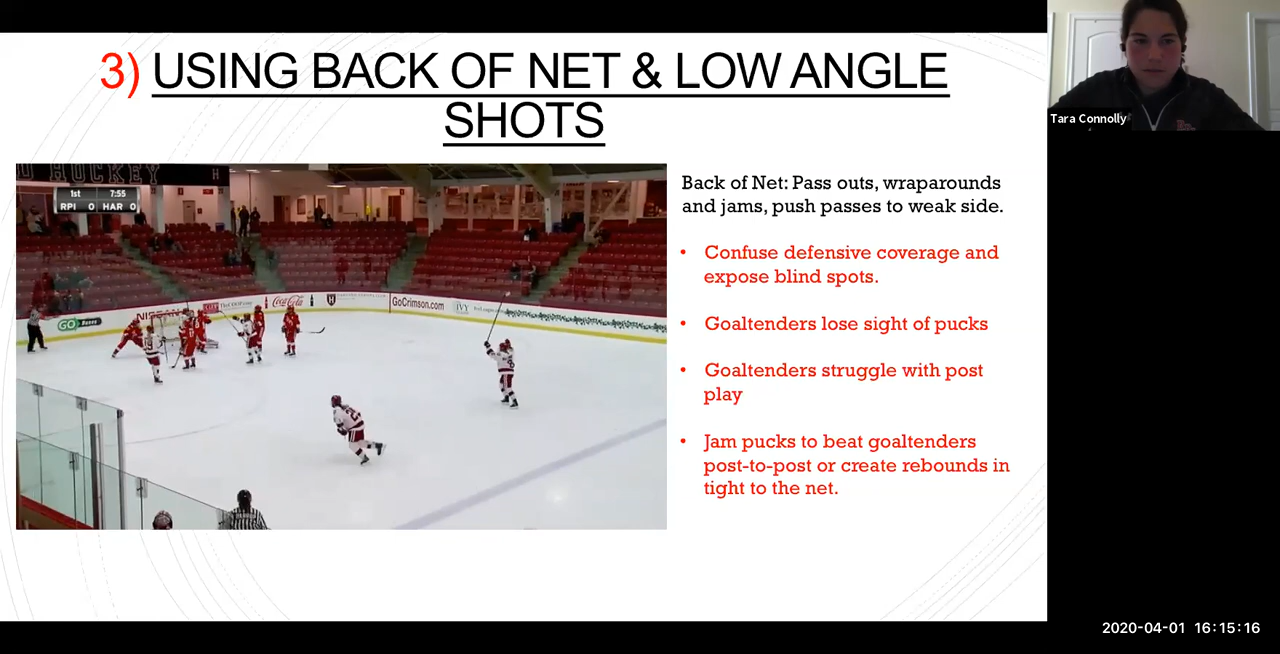 3) USING BACK OF NET & LOW ANGLE
SHOTS
HOCKEY
1st 7:55
RPI 0 HAR 0
H
Coca-Cola
GoCrimson.com
IVY
GO
Back of Net: Pass outs, wraparounds
and jams, push passes to weak side.
• Confuse defensive coverage and
expose blind spots.
• Goaltenders lose sight of pucks
• Goaltenders struggle with post
play
• Jam pucks to beat goaltenders
post-to-post or create rebounds in
tight to the net.
Tara Connolly
2020-04-01 16:15:16